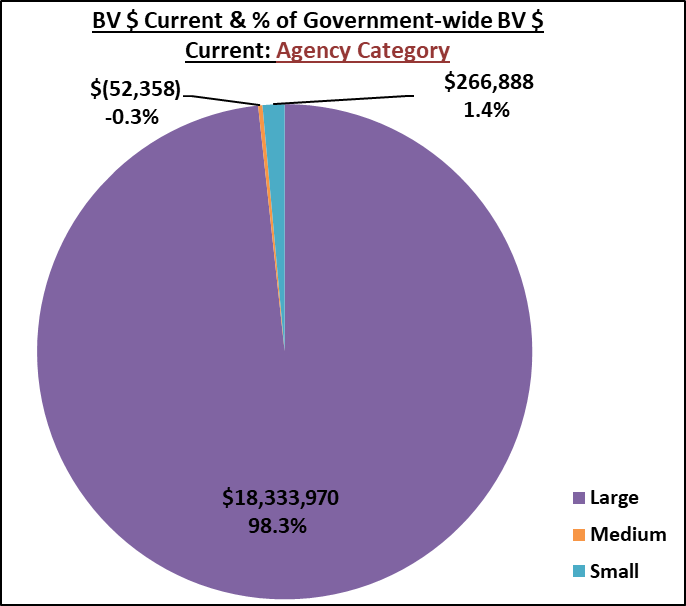 BV $ Current & % of Government-wide BV $
Current: Agency Category
$(52,358)
-0.3%
$266,888
1.4%
$18,333,970
98.3%
Large
Medium
Small